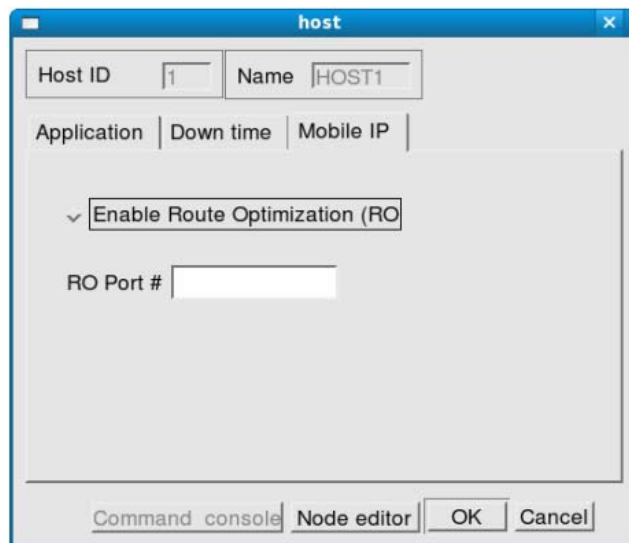 host
Host ID 1 Name HOST1
Application Down time Mobile IP
Enable Route Optimization (RO
RO Port #
Command console Node editor OK Cancel